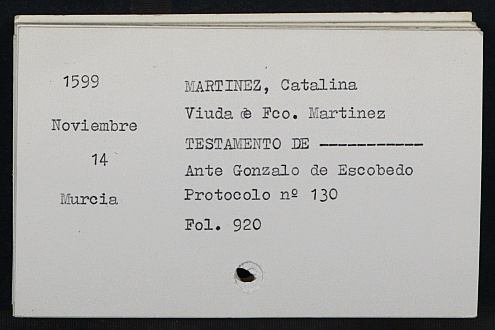 1599
Noviembre
14
Murcia
MARTINEZ, Catalina
Viuda de Fco. Martinez
TESTAMENTO DE ------------
Ante Gonzalo de Escobedo
Protocolo nº 130
Fol. 920